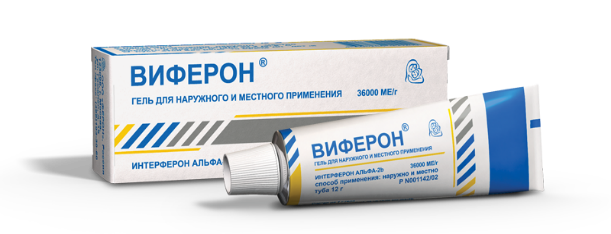 ВИФЕРОН®
ГЕЛЬ ДЛЯ НАРУЖНОГО И МЕСТНОГО ПРИМЕНЕНИЯ 36000 МЕ/г
ИНТЕРФЕРОН АЛЬФА-2b
ВИФЕРОН®
ГЕЛЬ ДЛЯ НАРУЖНОГО И МЕСТНОГО ПРИМЕНЕНИЯ
ИНТЕРФЕРОН АЛЬФА-2b 36000 МЕ/г
способ применения: наружно и местно
туба 12 г Р N001142/02